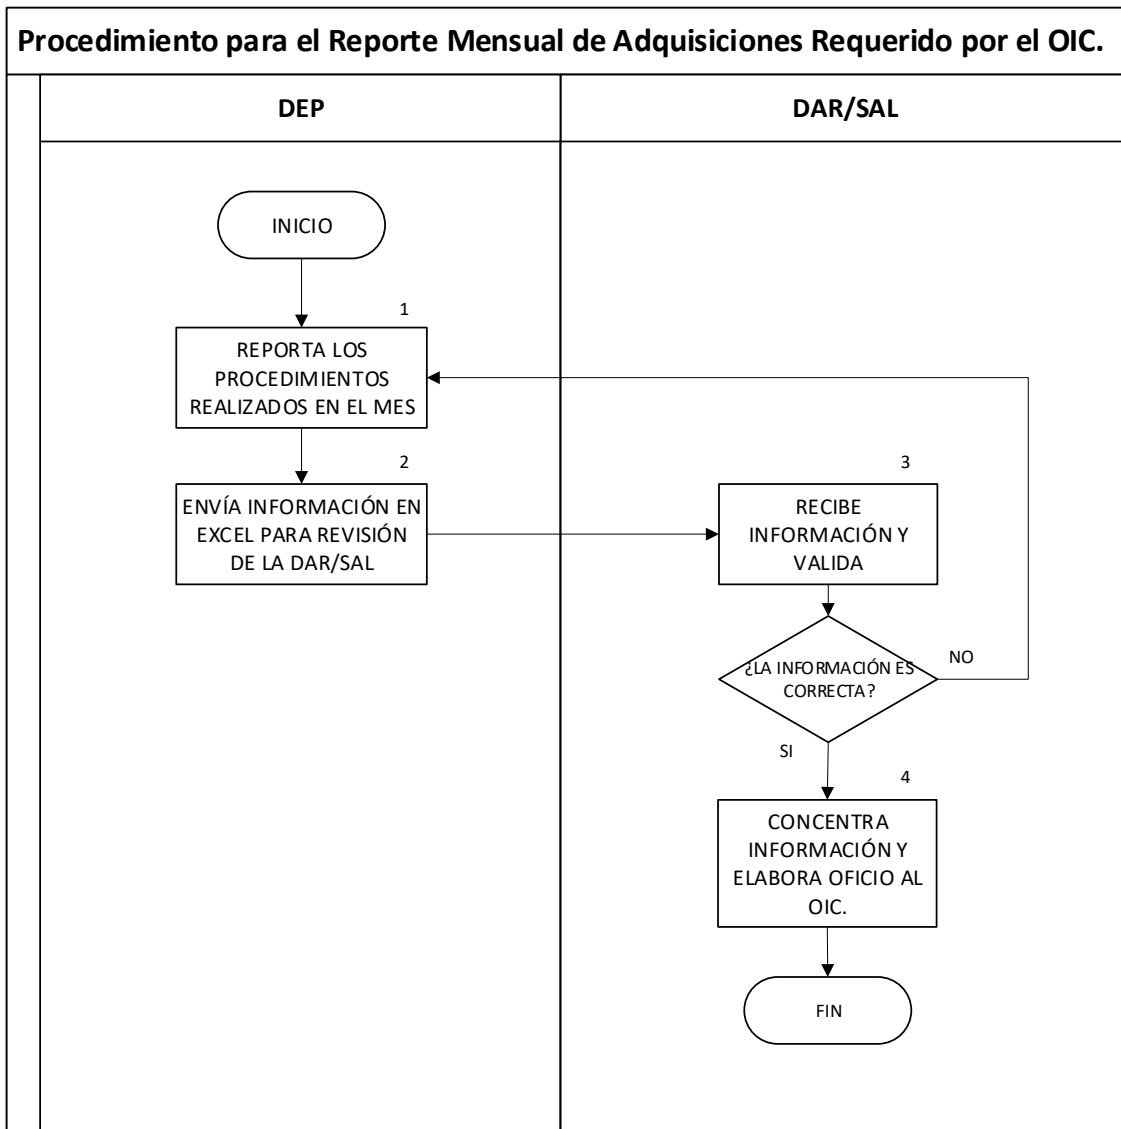 Procedimiento para el Reporte Mensual de Adquisiciones Requerido por el OIC.
DEP
DAR/SAL
INICIO
1
REPORTA LOS
PROCEDIMIENTOS
REALIZADOS EN EL MES
2
ENVÍA INFORMACIÓN EN
EXCEL PARA REVISIÓN
DE LA DAR/SAL
3
RECIBE
INFORMACIÓN Y
VALIDA
¿LA INFORMACIÓN ES
CORRECTA?
NO
SI
4
CONCENTRA
INFORMACIÓN Y
ELABORA OFICIO AL
OIC.
FIN